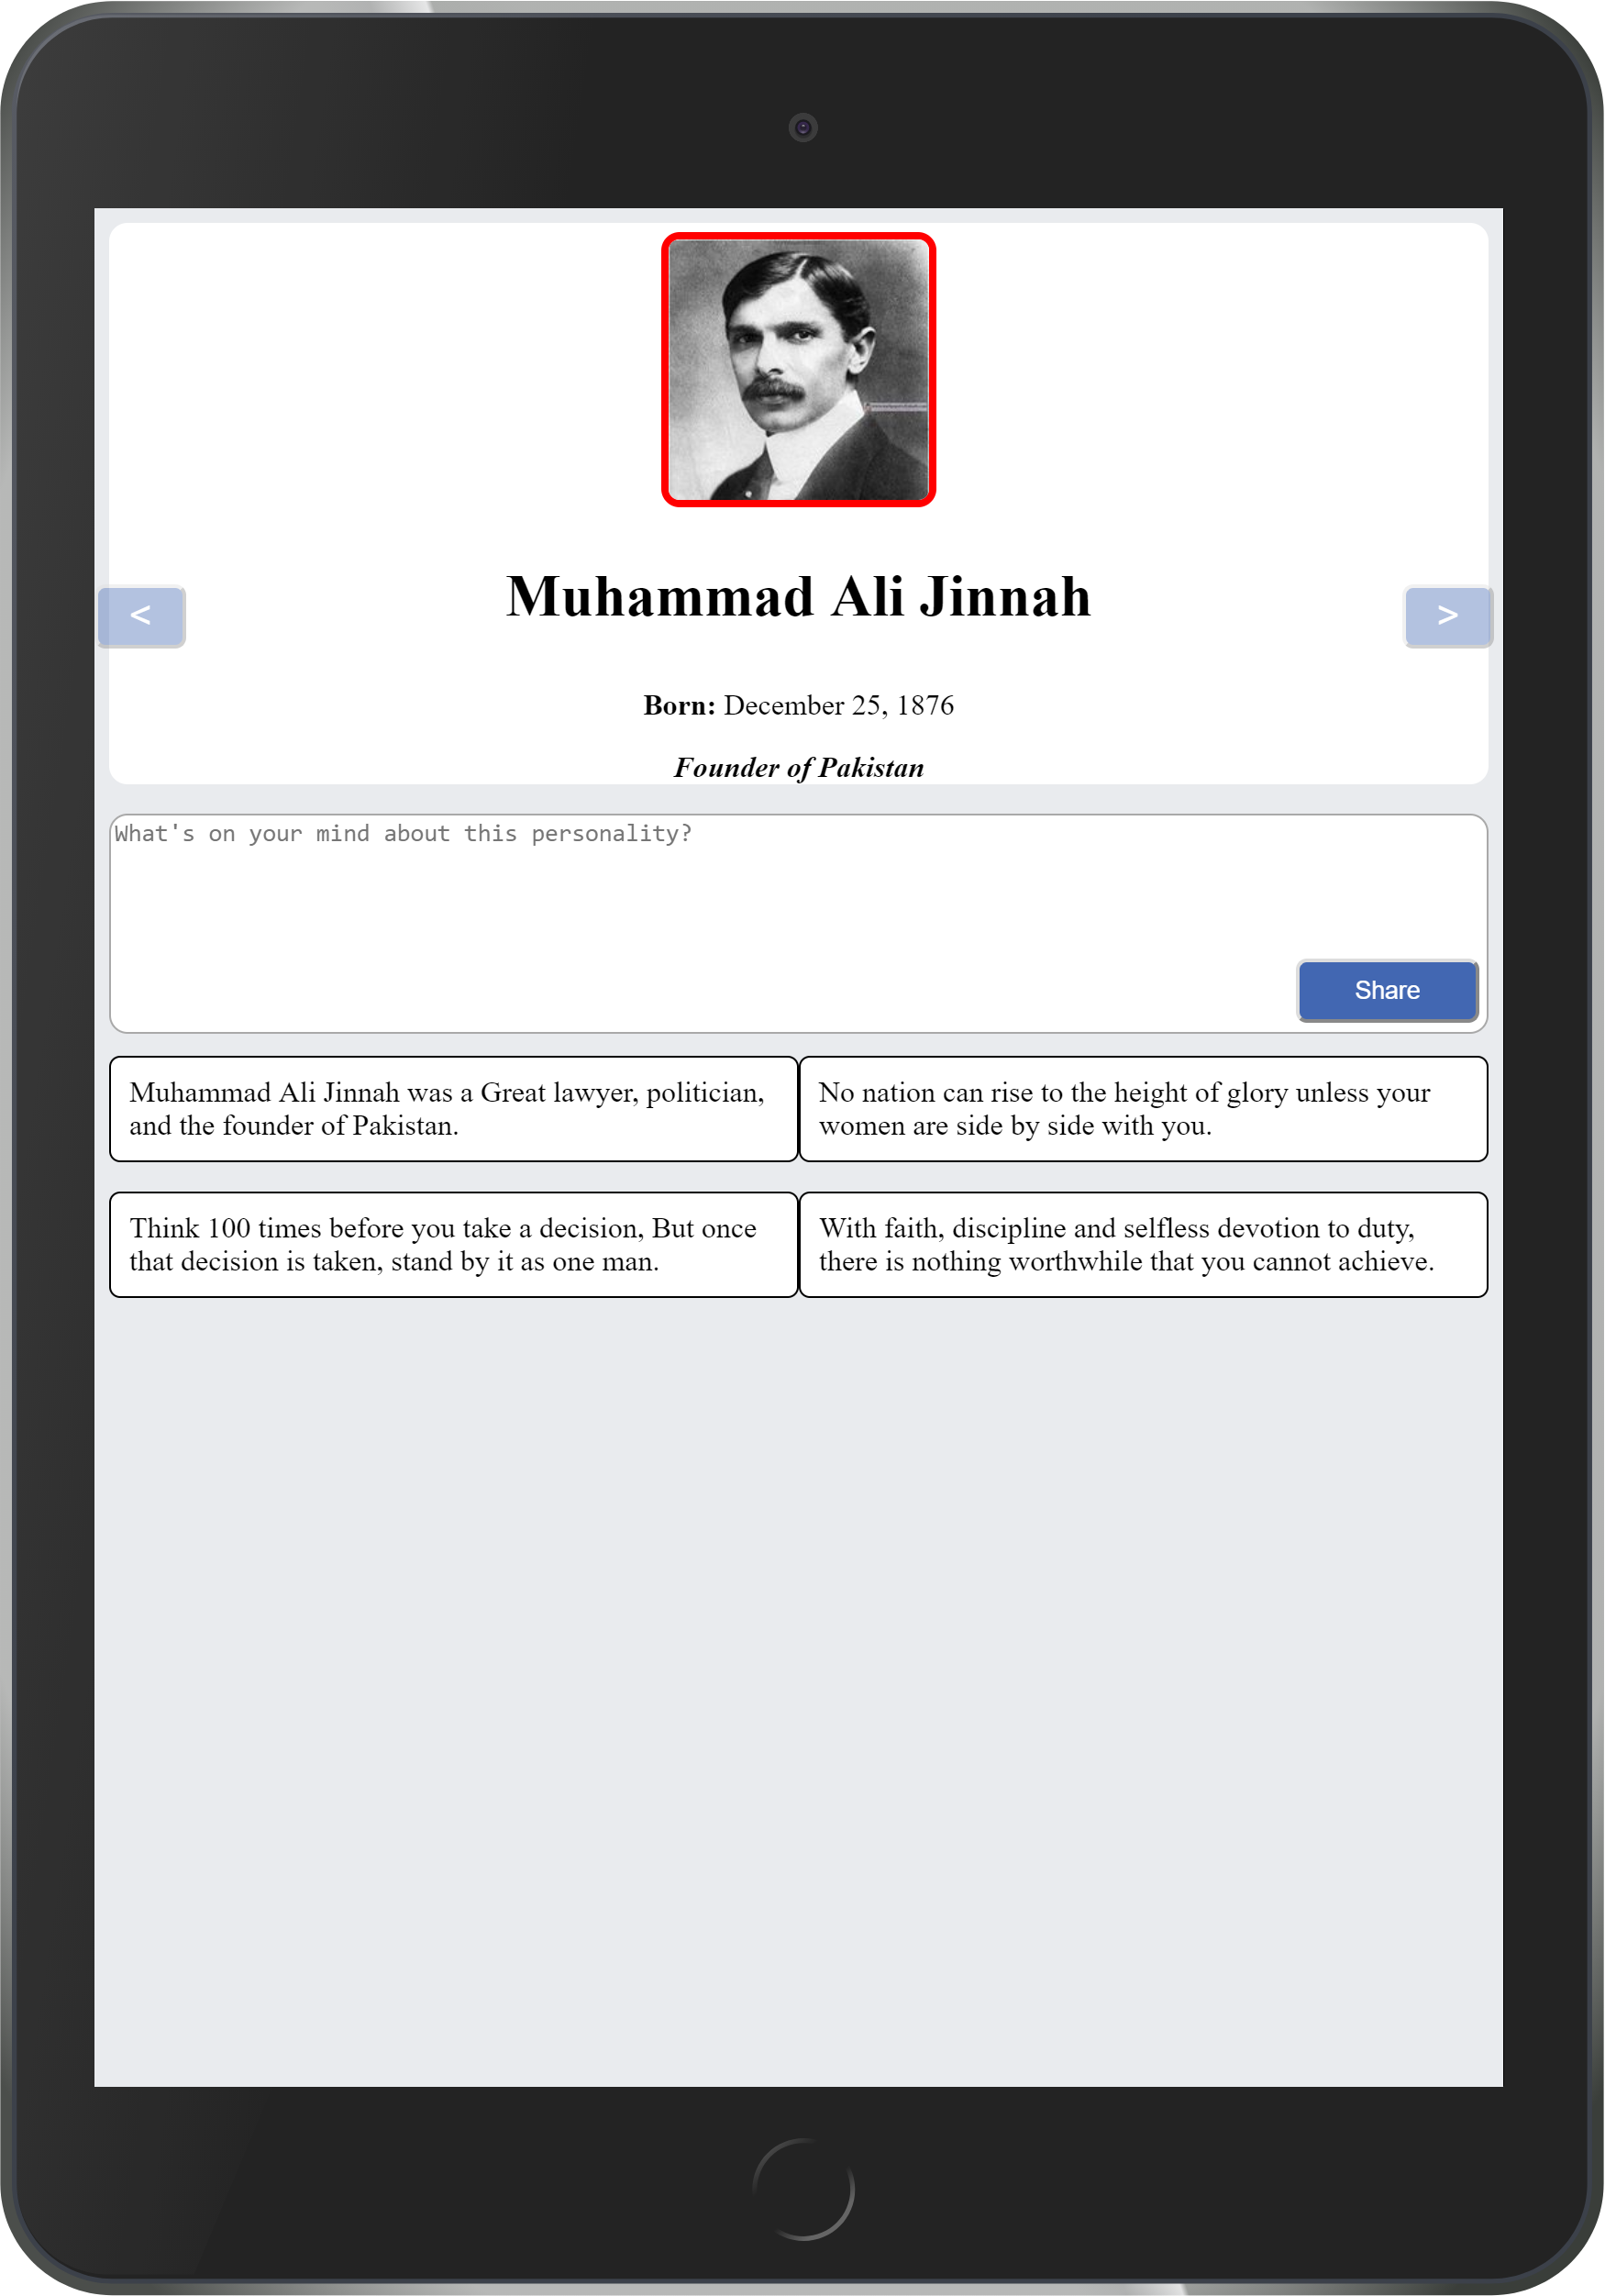 Muhammad Ali Jinnah
<
>
Born: December 25, 1876
Founder of Pakistan
What's on your mind about this personality?
Share
Muhammad Ali Jinnah was a Great lawyer, politician,
and the founder of Pakistan.
No nation can rise to the height of glory unless your
women are side by side with you.
Think 100 times before you take a decision, But once
that decision is taken, stand by it as one man.
With faith, discipline and selfless devotion to duty,
there is nothing worthwhile that you cannot achieve.